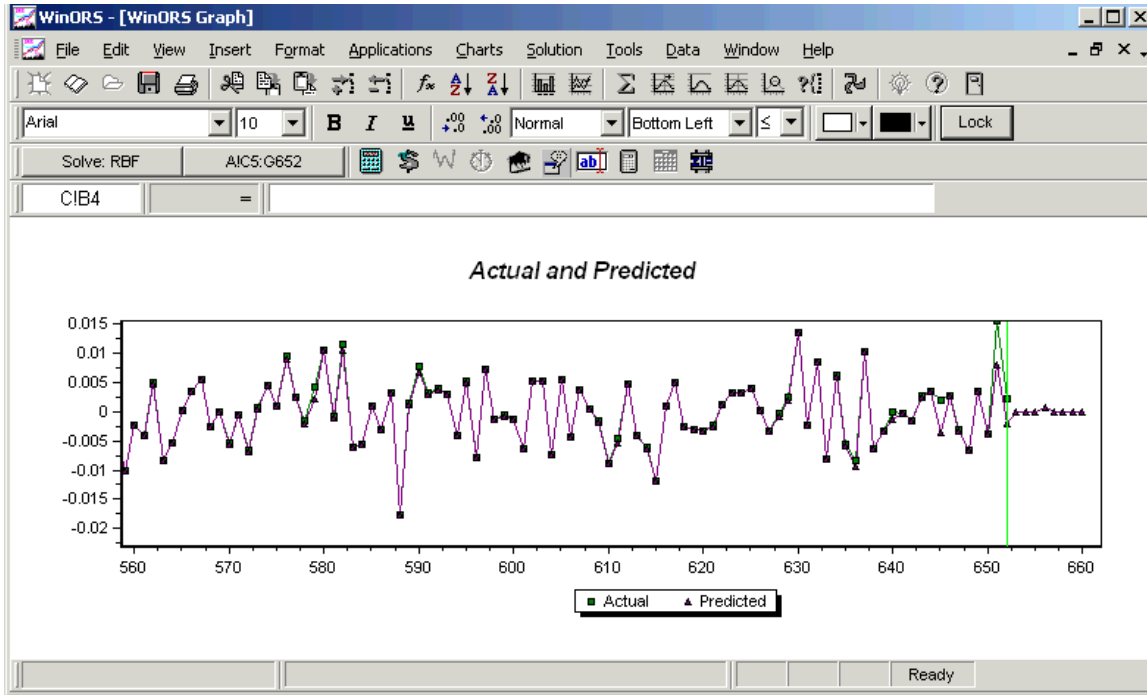 WinORS - [WinORS Graph]
File Edit View Insert Format Applications Charts Solution Tools Data Window Help
Arial 10 B I u Normal Bottom Left ≤ Lock
Solve: RBF A!C5:G652 ab
C!B4 =
Actual and Predicted
0.015
0.01
0.005
0
-0.005
-0.01
-0.015
-0.02
560 570 580 590 600 610 620 630 640 650 660
Actual Predicted
Ready